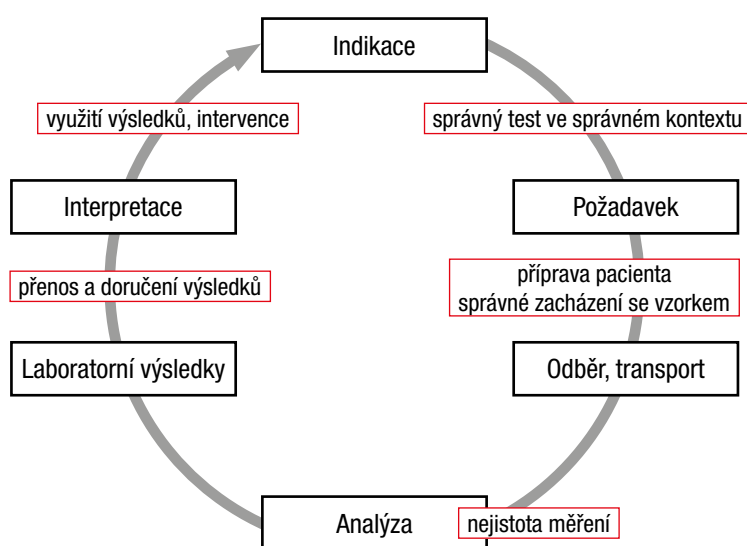 Indikace
využití výsledků, intervence
správný test ve správném kontextu
Interpretace
Požadavek
přenos a doručení výsledků
příprava pacienta
správné zacházení se vzorkem
Laboratorní výsledky
Odběr, transport
Analýza
nejistota měření